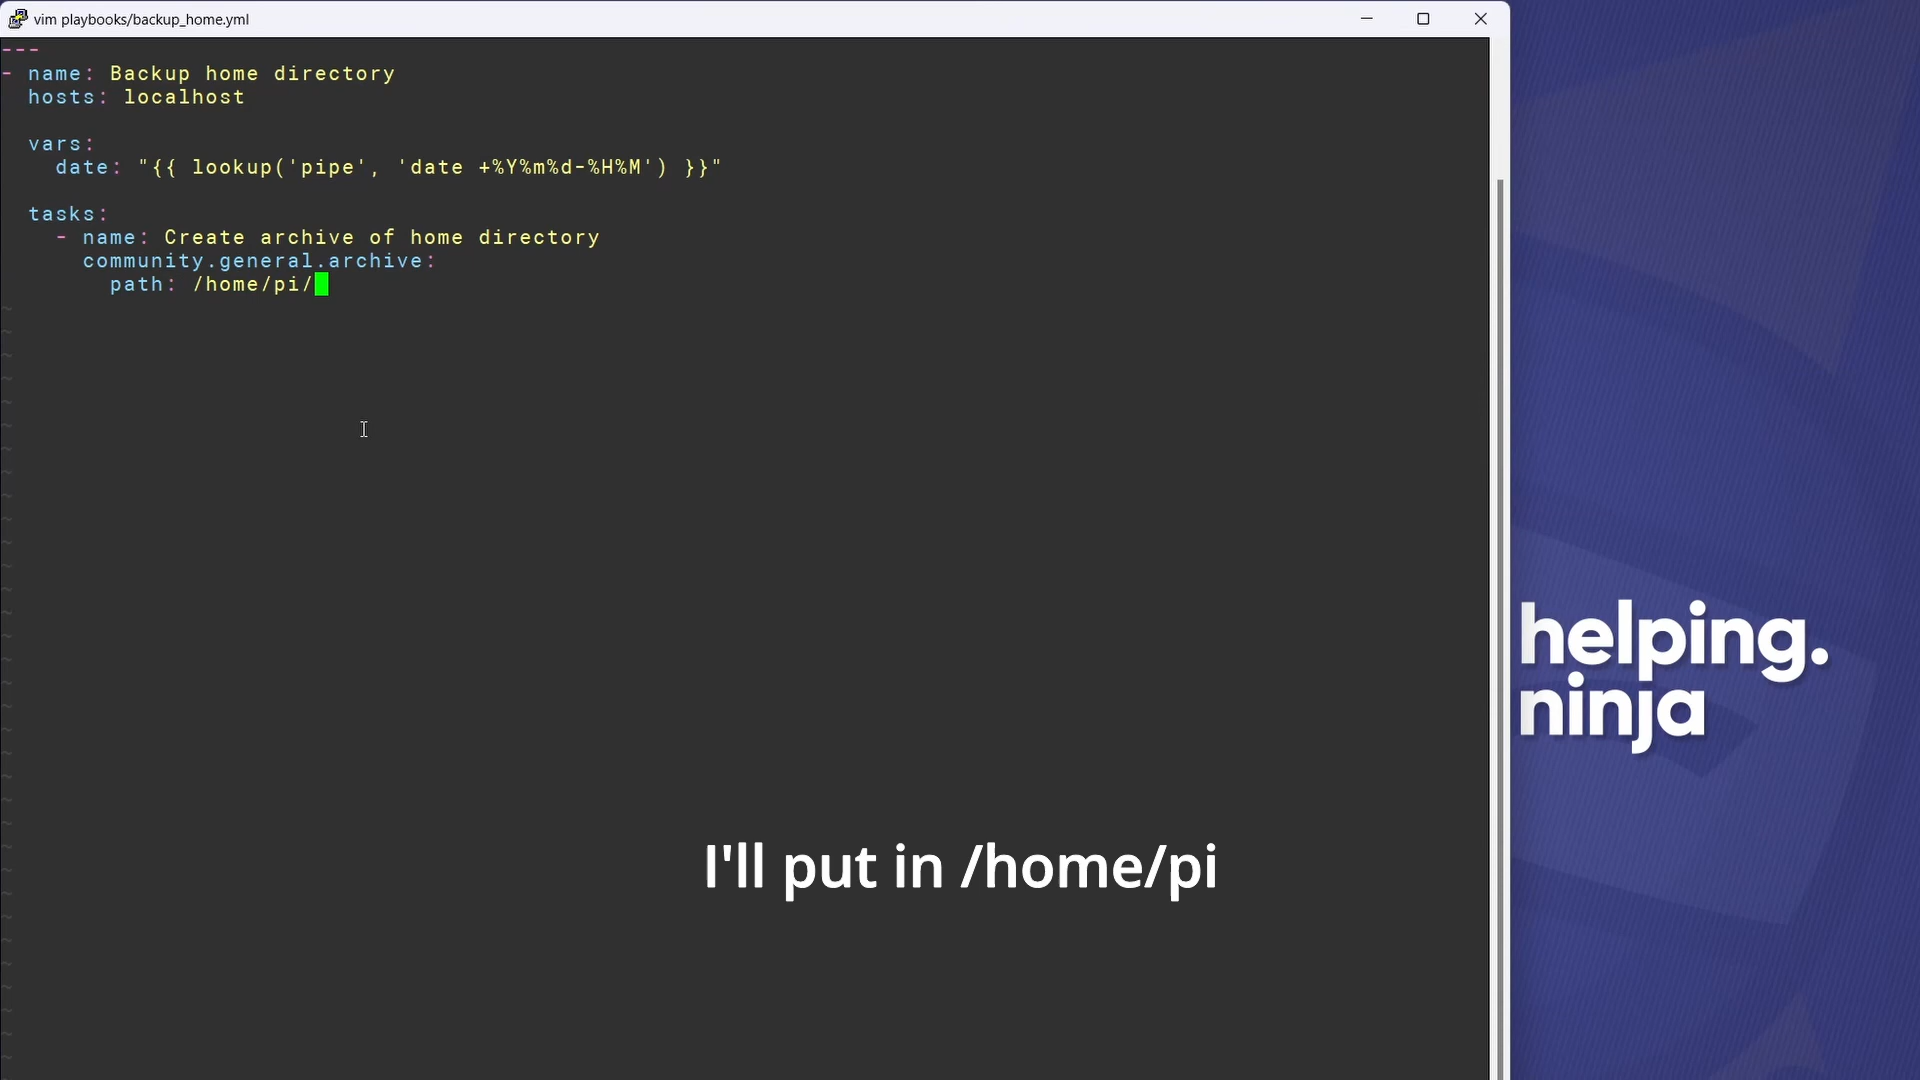 vim playbooks/backup_home.yml
---
- name: Backup home directory
  hosts: localhost

  vars:
    date: "{{ lookup('pipe', 'date +%Y%m%d-%H%M') }}"

  tasks:
    - name: Create archive of home directory
      community.general.archive:
        path: /home/pi/
helping.
ninja
I'll put in /home/pi